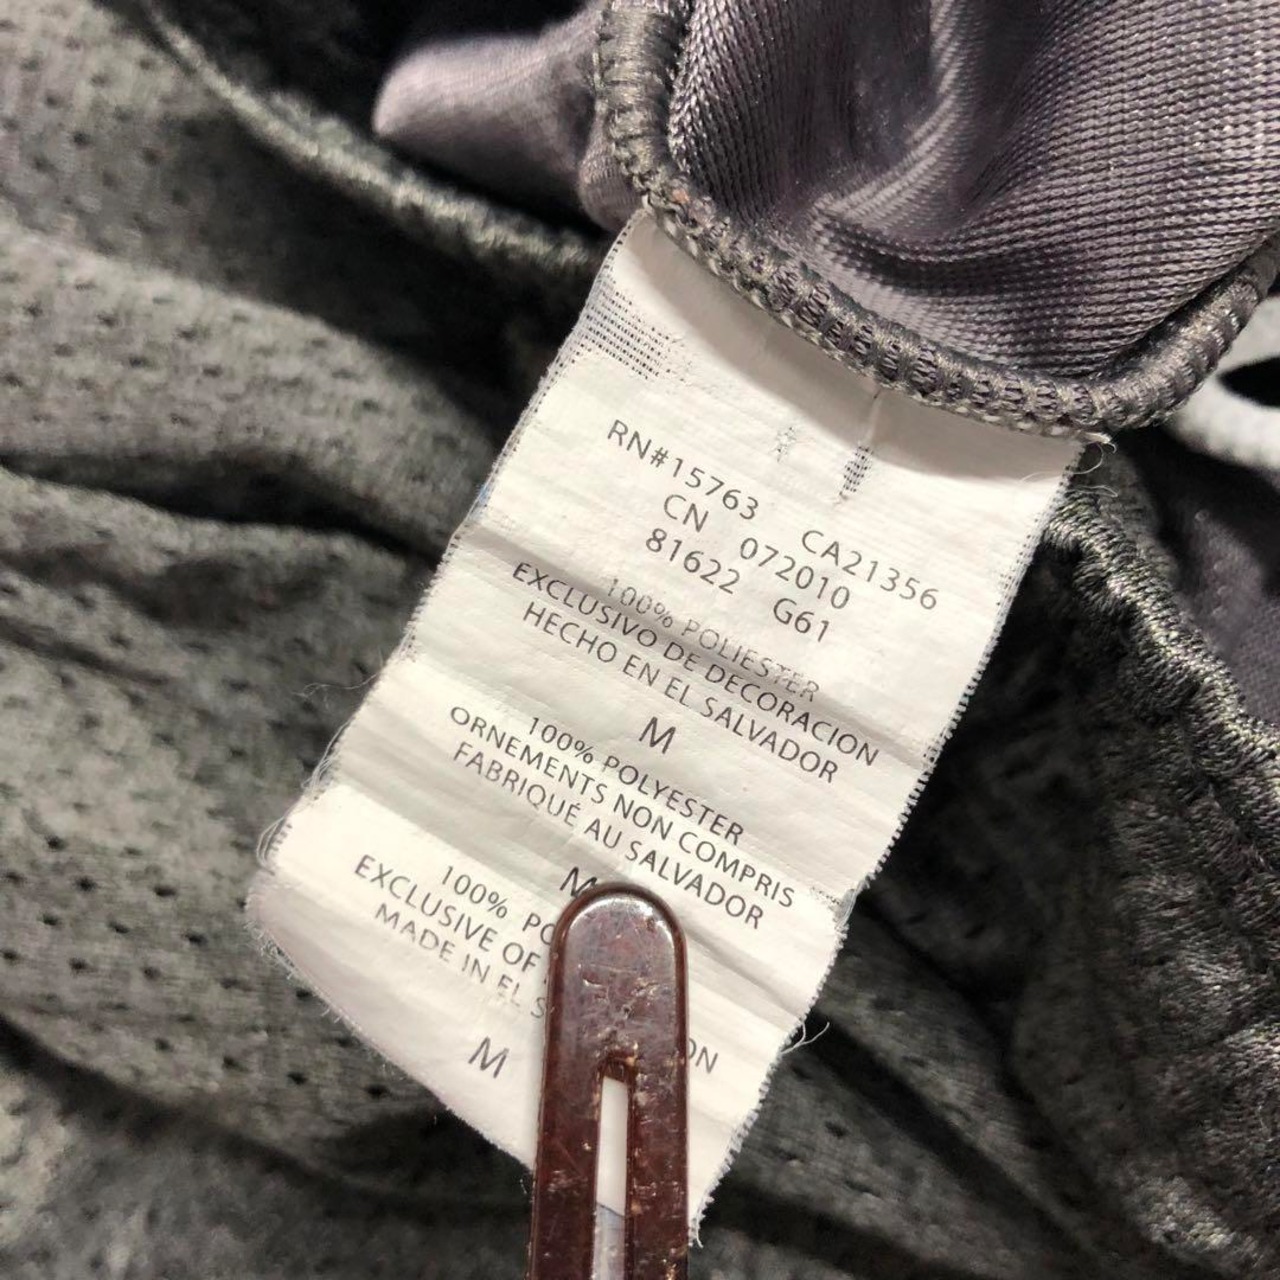 RN#15763 CA21356
CN 072010
81622 G61
100% POLIESTER
EXCLUSIVO DE DECORACION
HECHO EN EL SALVADOR
M
100% POLYESTER
ORNEMENTS NON COMPRIS
FABRIQUÉ AU SALVADOR
M
100%
EXCLUSIVE OF
MADE IN EL
M